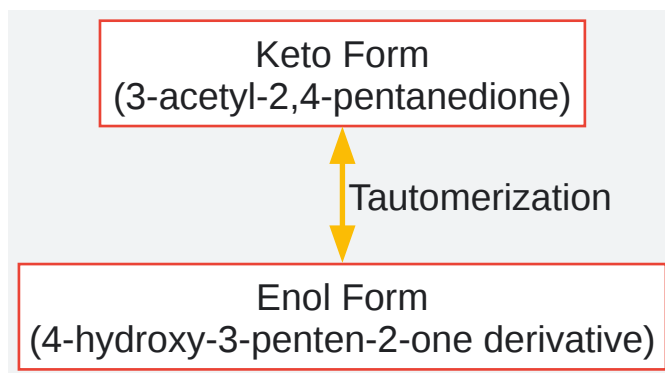 Keto Form
(3-acetyl-2,4-pentanedione)
Tautomerization
Enol Form
(4-hydroxy-3-penten-2-one derivative)